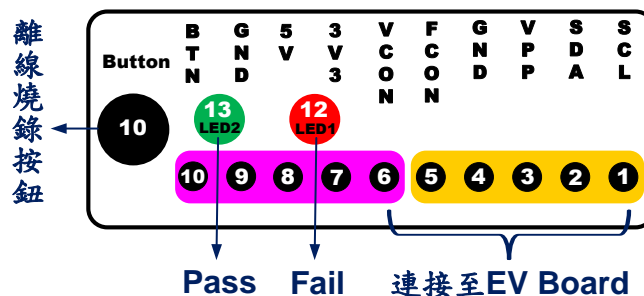 離線燒錄按鈕
Button
BTN
GND
5V
3V3
VCON
FCON
GND
VPP
SDA
SCL
10
13
LED2
12
LED1
10 9 8 7 6 5 4 3 2 1
Pass Fail 連接至EV Board